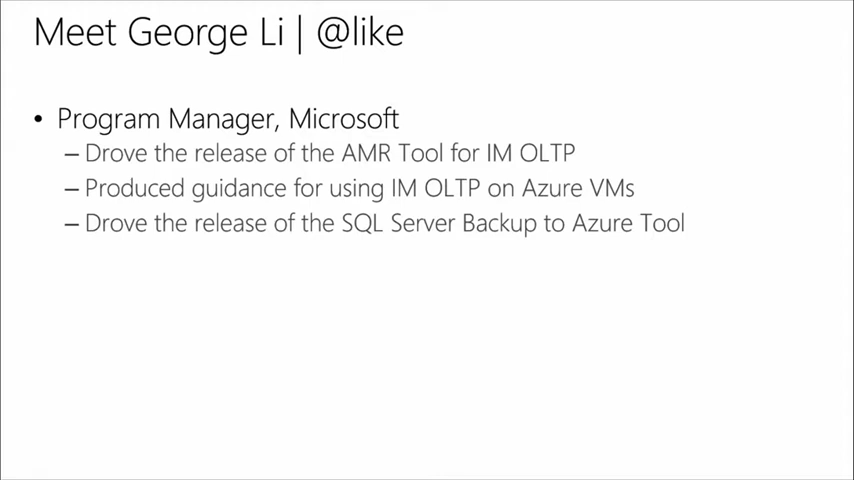 Meet George Li | @like
• Program Manager, Microsoft
– Drove the release of the AMR Tool for IM OLTP
– Produced guidance for using IM OLTP on Azure VMs
– Drove the release of the SQL Server Backup to Azure Tool